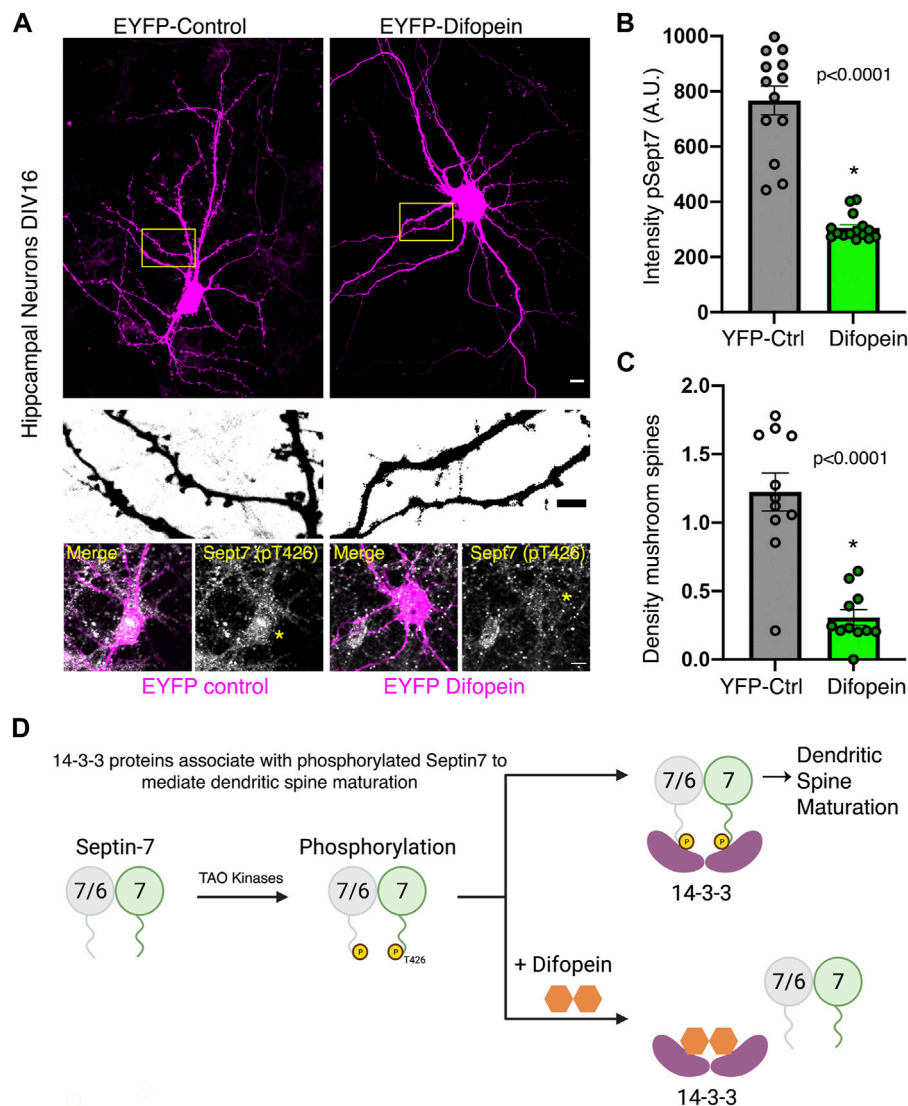 A
EYFP-Control
EYFP-Difopein
Hippcampal Neurons DIV16
Merge
Sept7 (pT426)
Merge
Sept7 (pT426)
*
*
EYFP control
EYFP Difopein
B
Intensity pSept7 (A.U.)
1000
800
600
400
200
0
p<0.0001
*
YFP-Ctrl
Difopein
C
Density mushroom spines
2.0
1.5
1.0
0.5
0.0
p<0.0001
*
YFP-Ctrl
Difopein
D
14-3-3 proteins associate with phosphorylated Septin7 to
mediate dendritic spine maturation
Septin-7
7/6
7
TAO Kinases
Phosphorylation
7/6
7
P
P
T426
7/6
7
P
P
14-3-3
Dendritic
Spine
Maturation
+ Difopein
7/6
7
14-3-3